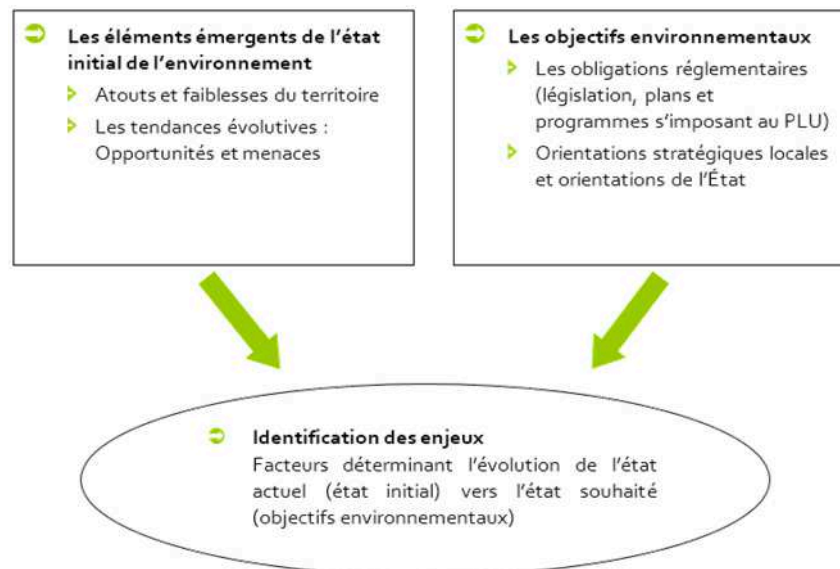 Les éléments émergents de l'état
initial de l'environnement
Atouts et faiblesses du territoire
Les tendances évolutives :
Opportunités et menaces
Les objectifs environnementaux
Les obligations réglementaires
(législation, plans et
programmes s'imposant au PLU)
Orientations stratégiques locales
et orientations de l'État
Identification des enjeux
Facteurs déterminant l'évolution de l'état
actuel (état initial) vers l'état souhaité
(objectifs environnementaux)